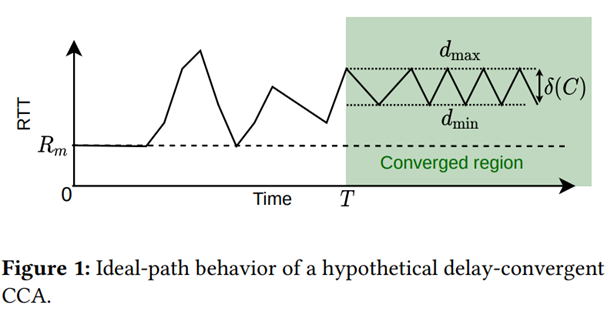 d_max
δ(C)
d_min
RTT
R_m
Converged region
0
Time
T
Figure 1: Ideal-path behavior of a hypothetical delay-convergent
CCA.